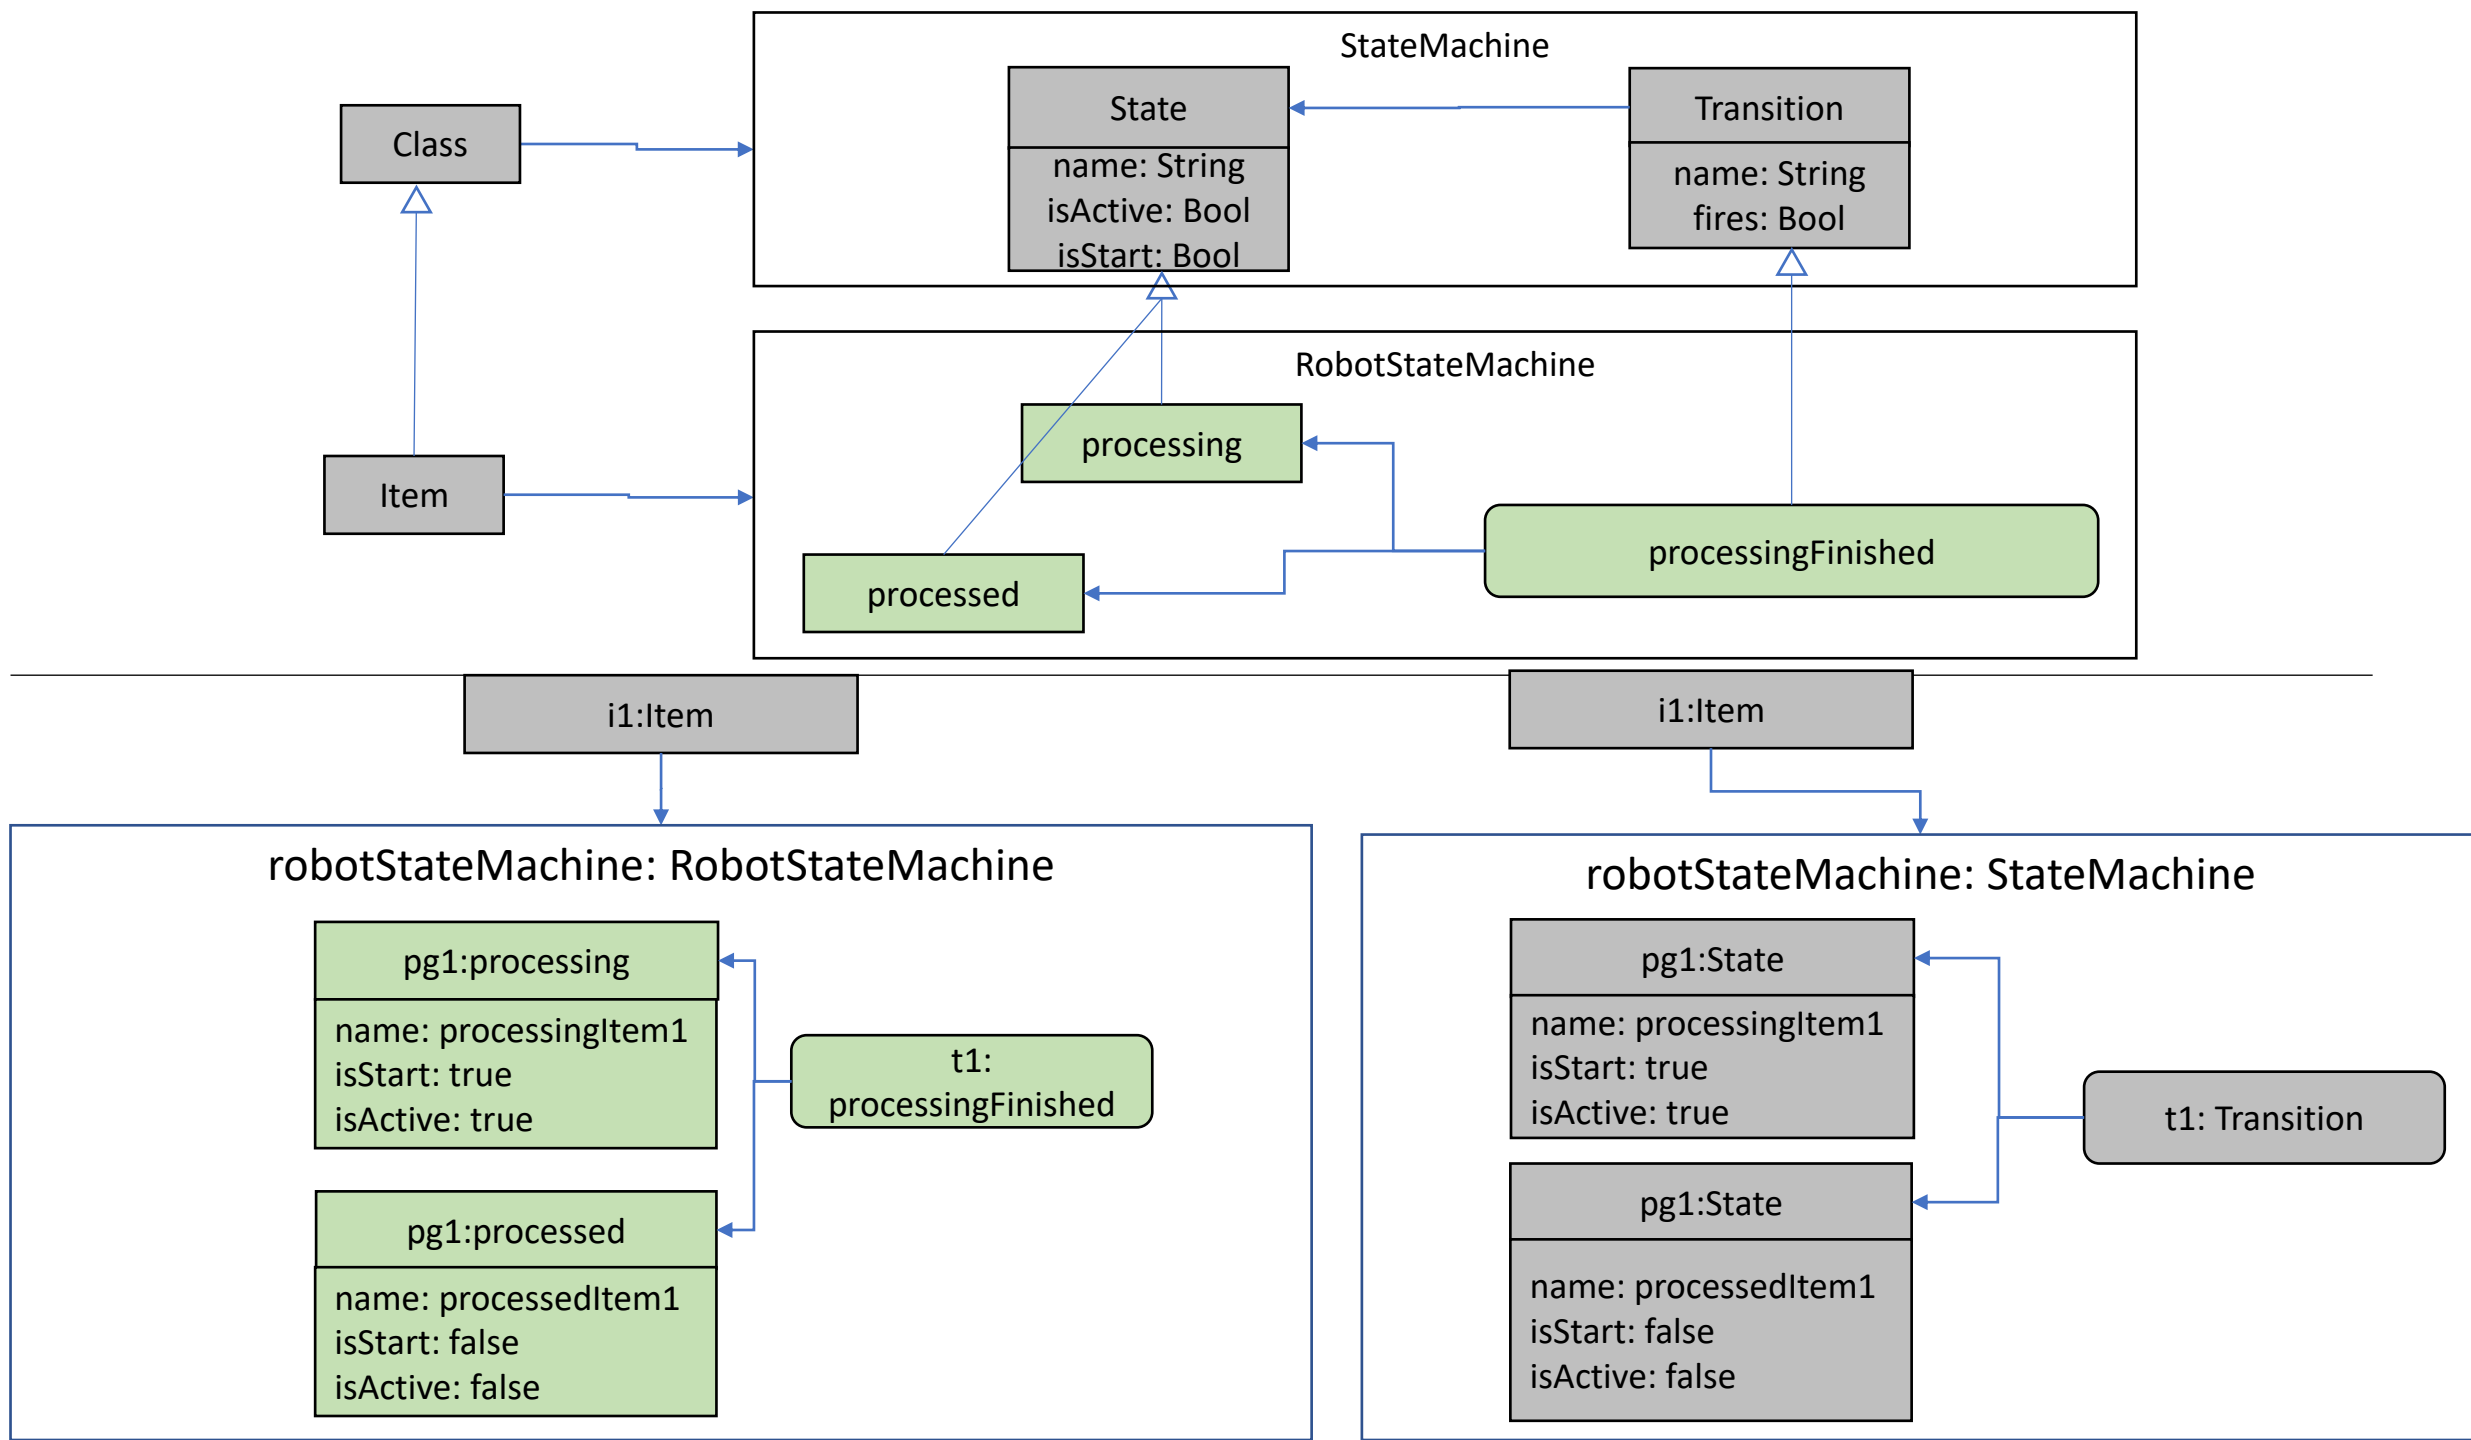 StateMachine
Class
State
name: String
isActive: Bool
isStart: Bool
Transition
name: String
fires: Bool
RobotStateMachine
Item
processing
processed
processingFinished
i1:Item
robotStateMachine: RobotStateMachine
pg1:processing
name: processingItem1
isStart: true
isActive: true
t1:
processingFinished
pg1:processed
name: processedItem1
isStart: false
isActive: false
i1:Item
robotStateMachine: StateMachine
pg1:State
name: processingItem1
isStart: true
isActive: true
t1: Transition
pg1:State
name: processedItem1
isStart: false
isActive: false